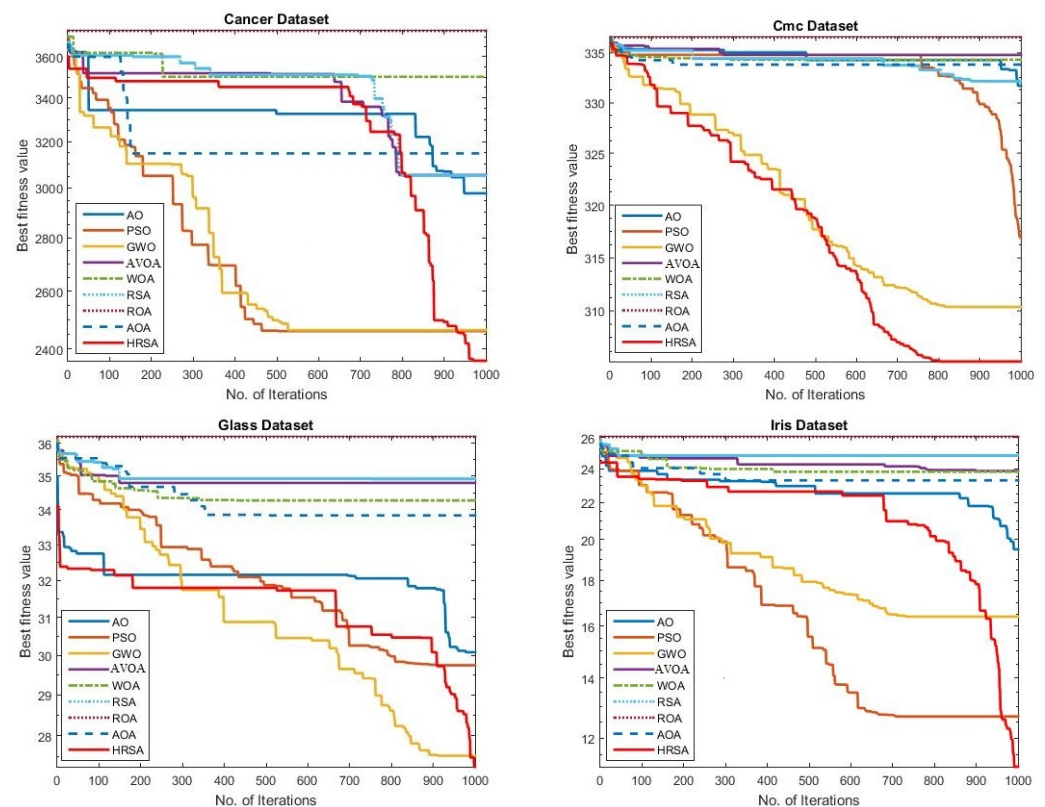 Cancer Dataset
3600
3400
3200
3000
2800
2600
2400
Best fitness value
AO
PSO
GWO
AVOA
WOA
RSA
ROA
AOA
HRSA
0 100 200 300 400 500 600 700 800 900 1000
No. of Iterations
Cmc Dataset
335
330
325
320
315
310
Best fitness value
AO
PSO
GWO
AVOA
WOA
RSA
ROA
AOA
HRSA
0 100 200 300 400 500 600 700 800 900 1000
No. of Iterations
Glass Dataset
36
35
34
33
32
31
30
29
28
Best fitness value
AO
PSO
GWO
AVOA
WOA
RSA
ROA
AOA
HRSA
0 100 200 300 400 500 600 700 800 900 1000
No. of Iterations
Iris Dataset
26
24
22
20
18
16
14
12
Best fitness value
AO
PSO
GWO
AVOA
WOA
RSA
ROA
AOA
HRSA
0 100 200 300 400 500 600 700 800 900 1000
No. of Iterations